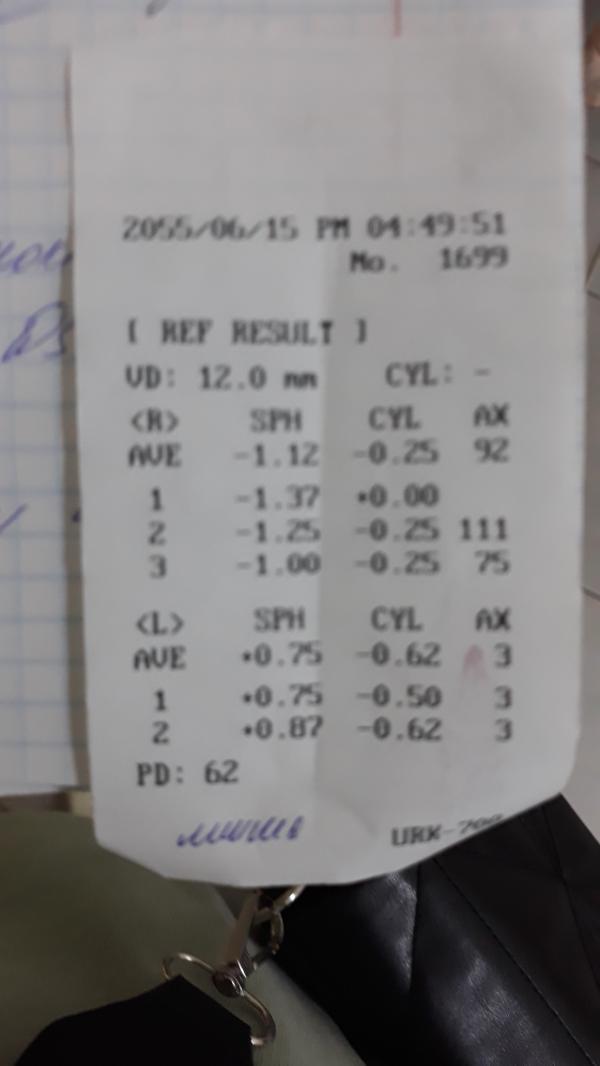 2055/06/15 PM 04:49:51
No. 1699
[ REF RESULT ]
VD: 12.0 mm CYL: -
<R> SPH CYL AX
AVE -1.12 -0.25 92
1 -1.37 +0.00
2 -1.25 -0.25 111
3 -1.00 -0.25 75
<L> SPH CYL AX
AVE +0.75 -0.62 3
1 +0.75 -0.50 3
2 +0.87 -0.62 3
PD: 62